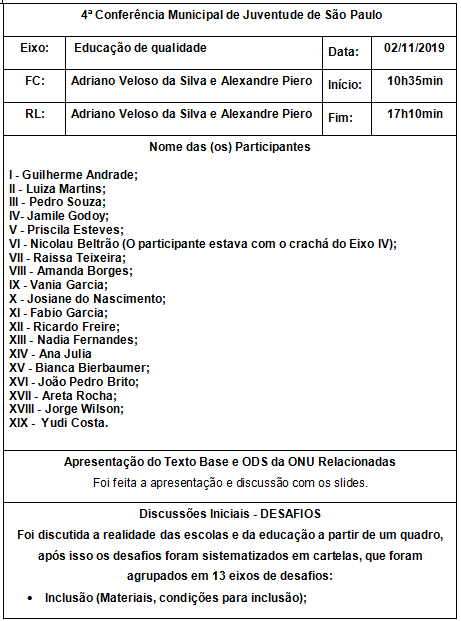 4ª Conferência Municipal de Juventude de São Paulo
Eixo: Educação de qualidade Data: 02/11/2019
FC: Adriano Veloso da Silva e Alexandre Piero Início: 10h35min
RL: Adriano Veloso da Silva e Alexandre Piero Fim: 17h10min
Nome das (os) Participantes
I - Guilherme Andrade;
II - Luiza Martins;
III - Pedro Souza;
IV- Jamile Godoy;
V - Priscila Esteves;
VI - Nicolau Beltrão (O participante estava com o crachá do Eixo IV);
VII - Raissa Teixeira;
VIII - Amanda Borges;
IX - Vania Garcia;
X - Josiane do Nascimento;
XI - Fabio Garcia;
XII - Ricardo Freire;
XIII - Nadia Fernandes;
XIV - Ana Julia
XV - Bianca Bierbaumer;
XVI - João Pedro Brito;
XVII - Areta Rocha;
XVIII - Jorge Wilson;
XIX - Yudi Costa.
Apresentação do Texto Base e ODS da ONU Relacionadas
Foi feita a apresentação e discussão com os slides.
Discussões Iniciais - DESAFIOS
Foi discutida a realidade das escolas e da educação a partir de um quadro,
após isso os desafios foram sistematizados em cartelas, que foram
agrupados em 13 eixos de desafios:
• Inclusão (Materiais, condições para inclusão);